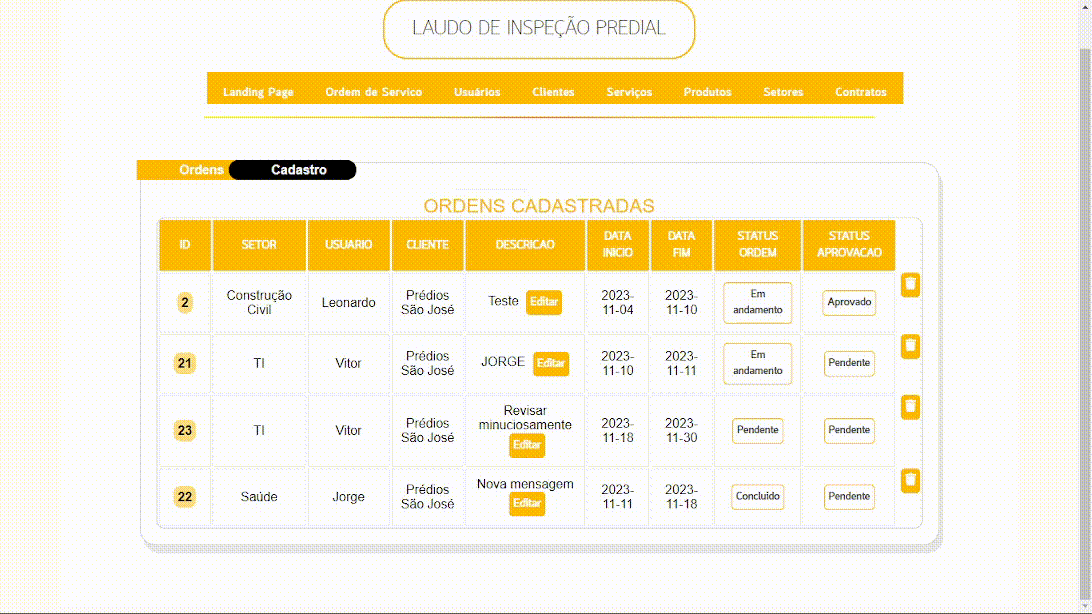 LAUDO DE INSPEÇÃO PREDIAL
Landing Page Ordem de Servico Usuários Clientes Serviços Produtos Setores Contratos
Ordens Cadastro
ORDENS CADASTRADAS
ID SETOR USUARIO CLIENTE DESCRICAO DATA INICIO DATA FIM STATUS ORDEM STATUS APROVACAO
2 Construção Civil Leonardo Prédios São José Teste Editar 2023-11-04 2023-11-10 Em andamento Aprovado
21 TI Vitor Prédios São José JORGE Editar 2023-11-10 2023-11-11 Em andamento Pendente
23 TI Vitor Prédios São José Revisar minuciosamente Editar 2023-11-18 2023-11-30 Pendente Pendente
22 Saúde Jorge Prédios São José Nova mensagem Editar 2023-11-11 2023-11-18 Concluido Pendente